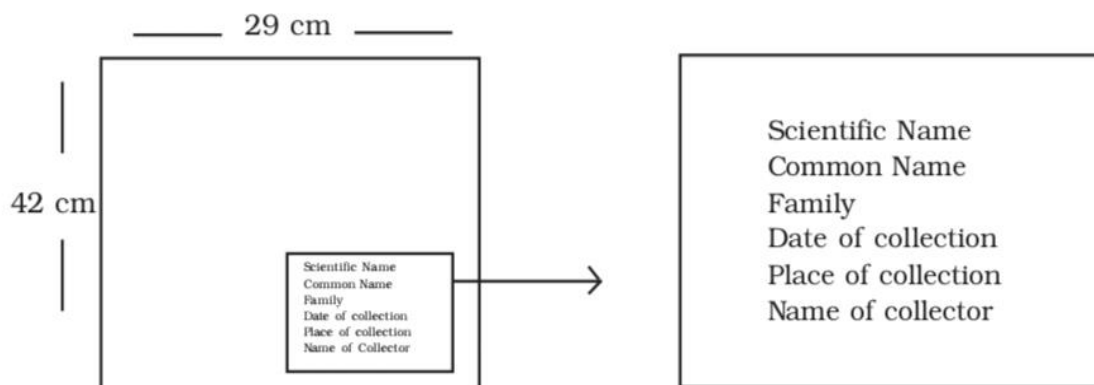 29 cm
42 cm
Scientific Name
Common Name
Family
Date of collection
Place of collection
Name of Collector
Scientific Name
Common Name
Family
Date of collection
Place of collection
Name of collector